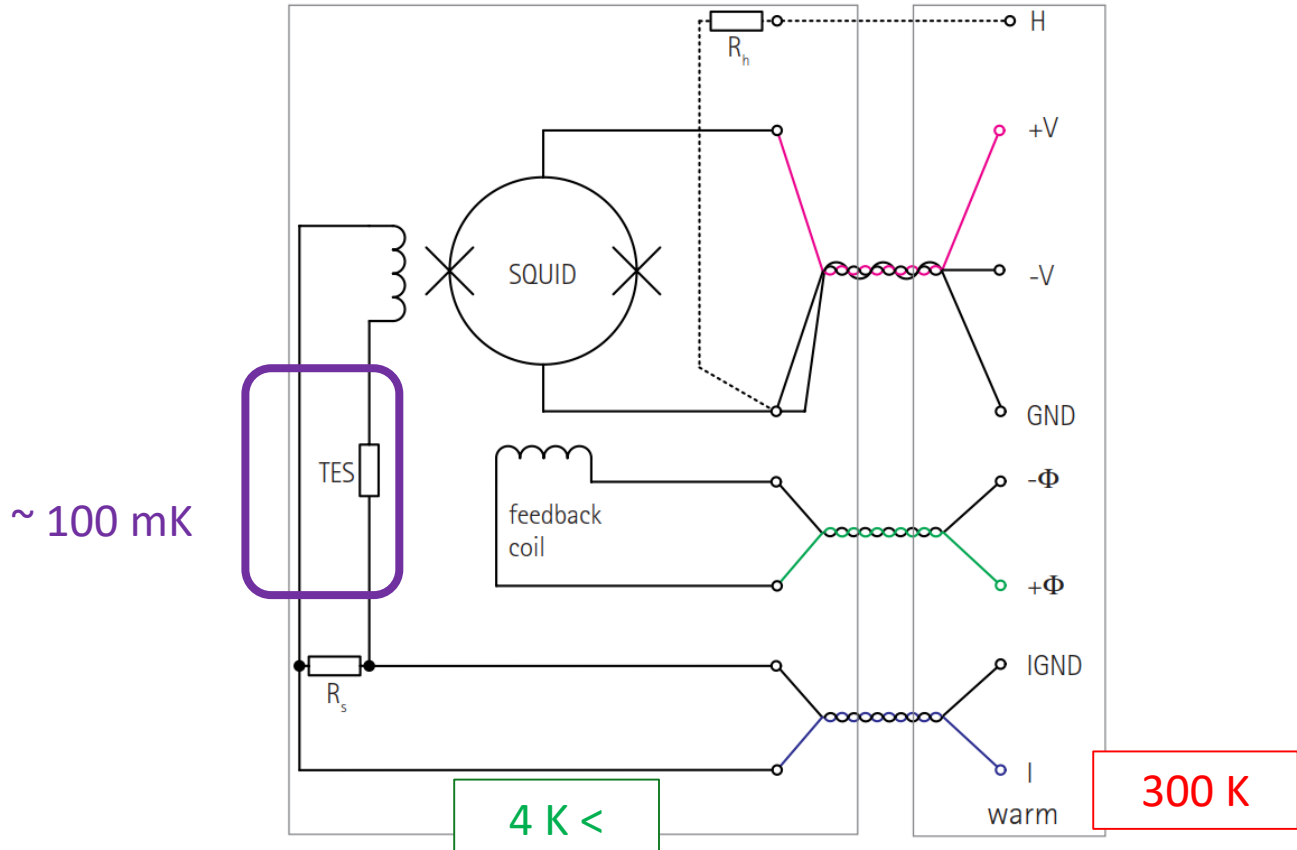 H
R_h
+V
SQUID
-V
GND
TES
-Φ
~ 100 mK
feedback
coil
+Φ
IGND
R_s
I
4 K <
warm
300 K